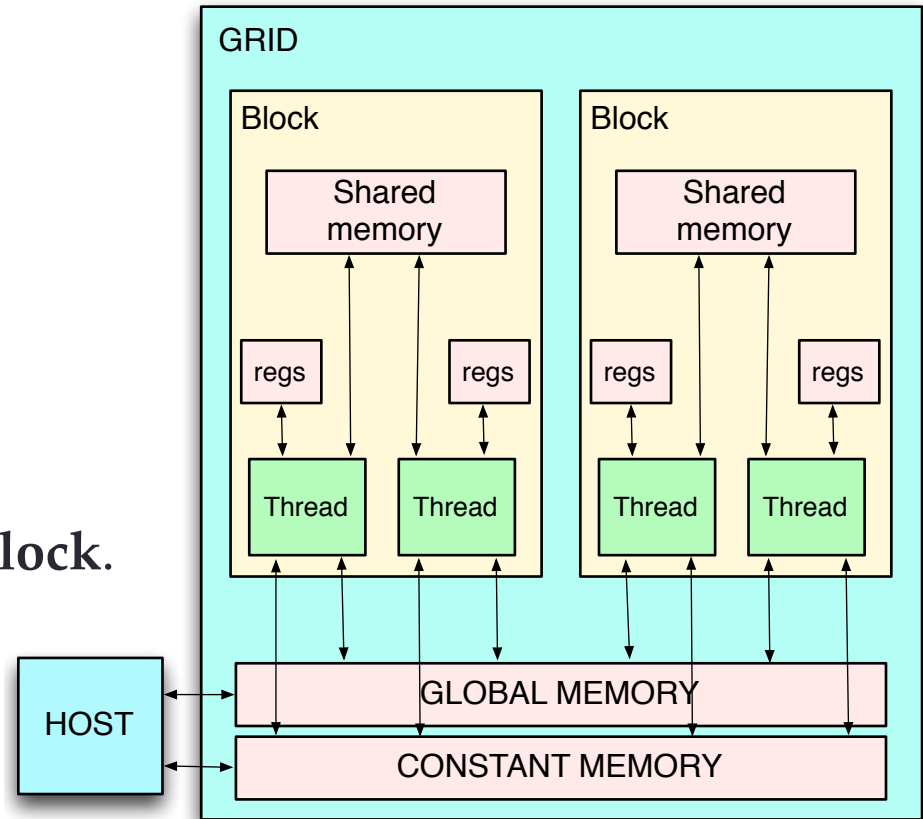 GRID
Block
Block
Shared
memory
Shared
memory
regs
regs
regs
regs
Thread
Thread
Thread
Thread
lock.
HOST
GLOBAL MEMORY
CONSTANT MEMORY